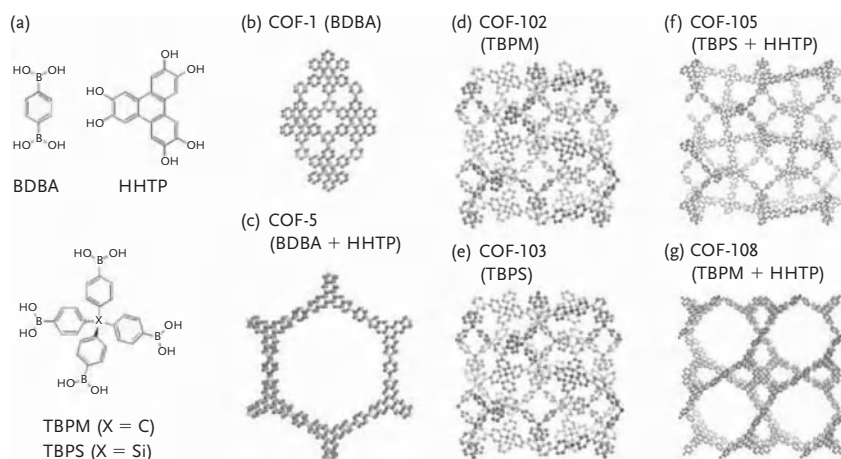 (a)
HO OH
B
B
HO OH
BDBA
OH
OH
HO
HO
OH
OH
HHTP
HO OH
B
HO
B
HO
X
OH
B
OH
B
HO OH
TBPM (X = C)
TBPS (X = Si)
(b) COF-1 (BDBA)
(c) COF-5
(BDBA + HHTP)
(d) COF-102
(TBPM)
(e) COF-103
(TBPS)
(f) COF-105
(TBPS + HHTP)
(g) COF-108
(TBPM + HHTP)